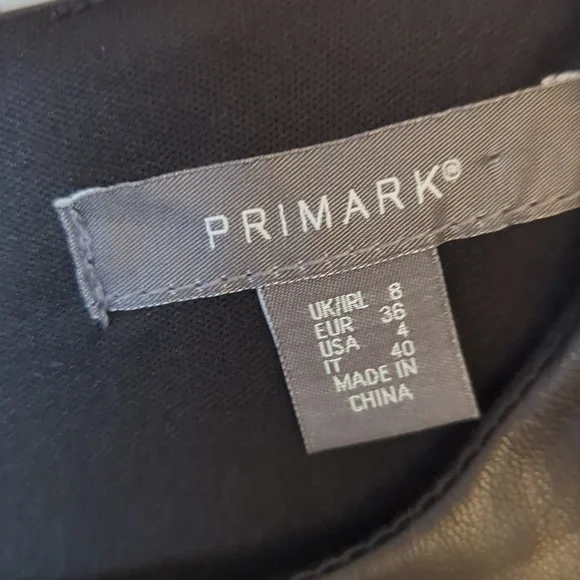 PRIMARK®
UK/IRL 8
EUR 36
USA 4
IT 40
MADE IN
CHINA